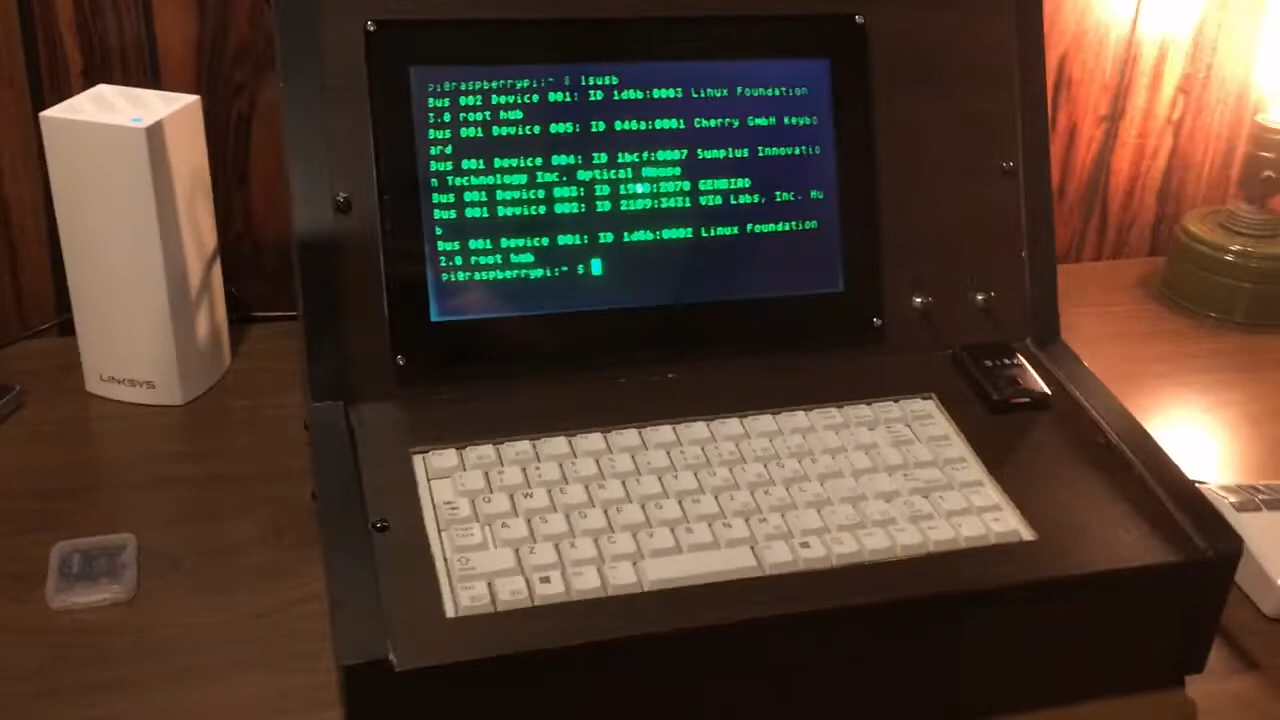 pi@raspberrypi:~ $ lsusb
Bus 002 Device 001: ID 1d6b:0003 Linux Foundation
3.0 root hub
Bus 001 Device 005: ID 046a:0001 Cherry GmbH Keybo
ard
Bus 001 Device 004: ID 1bcf:0007 Sunplus Innovatio
n Technology Inc. Optical Mouse
Bus 001 Device 003: ID GEMBIRD
Bus 001 Device 002: ID 2109:3431 VIA Labs, Inc. Hu
b
Bus 001 Device 001: ID 1d6b:0002 Linux Foundation
2.0 root hub
pi@raspberrypi:~ $
LINKSYS
Q W E R T Y U I O P
A S D F G H J K L
Z X C V B N M